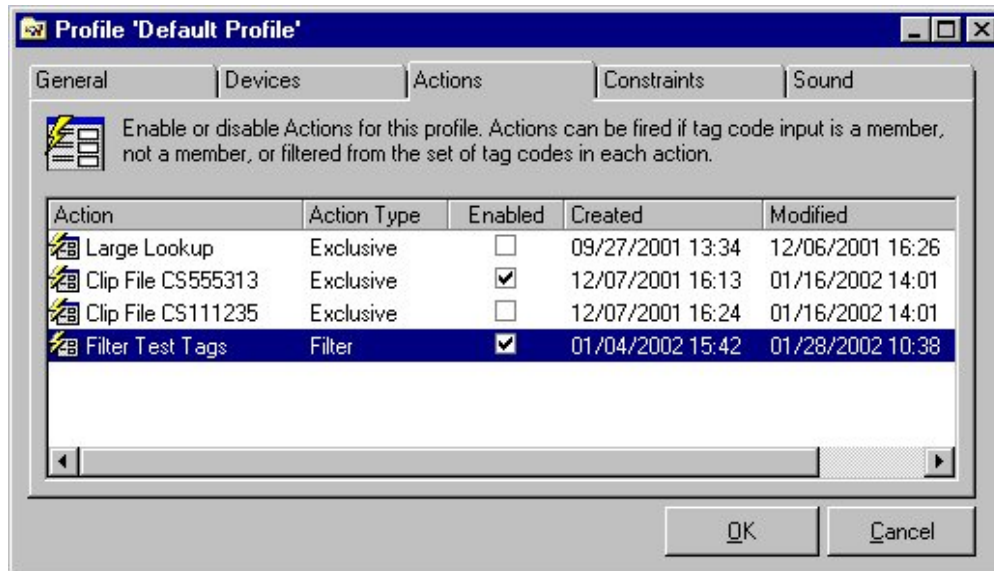 Profile 'Default Profile'
General Devices Actions Constraints Sound
Enable or disable Actions for this profile. Actions can be fired if tag code input is a member,
not a member, or filtered from the set of tag codes in each action.
Action Action Type Enabled Created Modified
Large Lookup Exclusive 09/27/2001 13:34 12/06/2001 16:26
Clip File CS555313 Exclusive 12/07/2001 16:13 01/16/2002 14:01
Clip File CS111235 Exclusive 12/07/2001 16:24 01/16/2002 14:01
Filter Test Tags Filter 01/04/2002 15:42 01/28/2002 10:38
OK Cancel